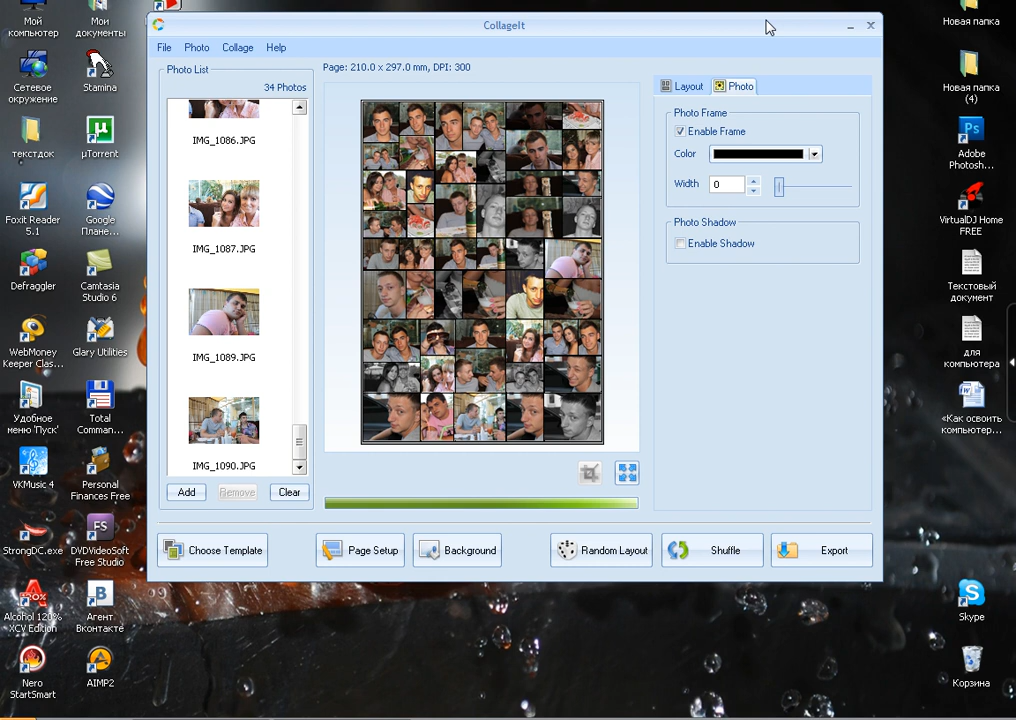 Мой
компьютер
Мои
документы
Сетевое
окружение
Stamina
текстдок
µTorrent
Foxit Reader
5.1
Google
Плане...
Defraggler
Camtasia
Studio 6
WebMoney
Keeper Clas...
Glary Utilities
Удобное
меню 'Пуск'
Total
Comman...
VKMusic 4
Personal
Finances Free
StrongDC.exe
DVDVideoSoft
Free Studio
Alcohol 120%
XCV Edition
Агент
Вконтакте
Nero
StartSmart
AIMP2
CollageIt
File
Photo
Collage
Help
Photo List
34 Photos
IMG_1086.JPG
IMG_1087.JPG
IMG_1089.JPG
IMG_1090.JPG
Add
Remove
Clear
Page: 210.0 x 297.0 mm, DPI: 300
Layout
Photo
Photo Frame
Enable Frame
Color
Width
0
Photo Shadow
Enable Shadow
Choose Template
Page Setup
Background
Random Layout
Shuffle
Export
Новая папка
Новая папка
(4)
Ps
Adobe
Photosh...
VirtualDJ Home
FREE
Текстовый
документ
для
компьютера
«Как освоить
компьютер...
Skype
Корзина